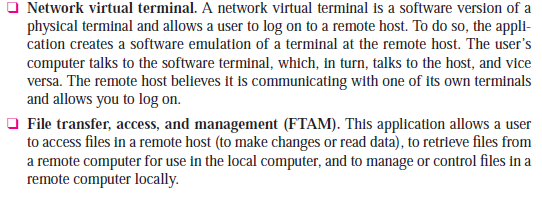 ❑ Network virtual terminal. A network virtual terminal is a software version of a
physical terminal and allows a user to log on to a remote host. To do so, the appli-
cation creates a software emulation of a terminal at the remote host. The user's
computer talks to the software terminal, which, in turn, talks to the host, and vice
versa. The remote host believes it is communicating with one of its own terminals
and allows you to log on.
❑ File transfer, access, and management (FTAM). This application allows a user
to access files in a remote host (to make changes or read data), to retrieve files from
a remote computer for use in the local computer, and to manage or control files in a
remote computer locally.